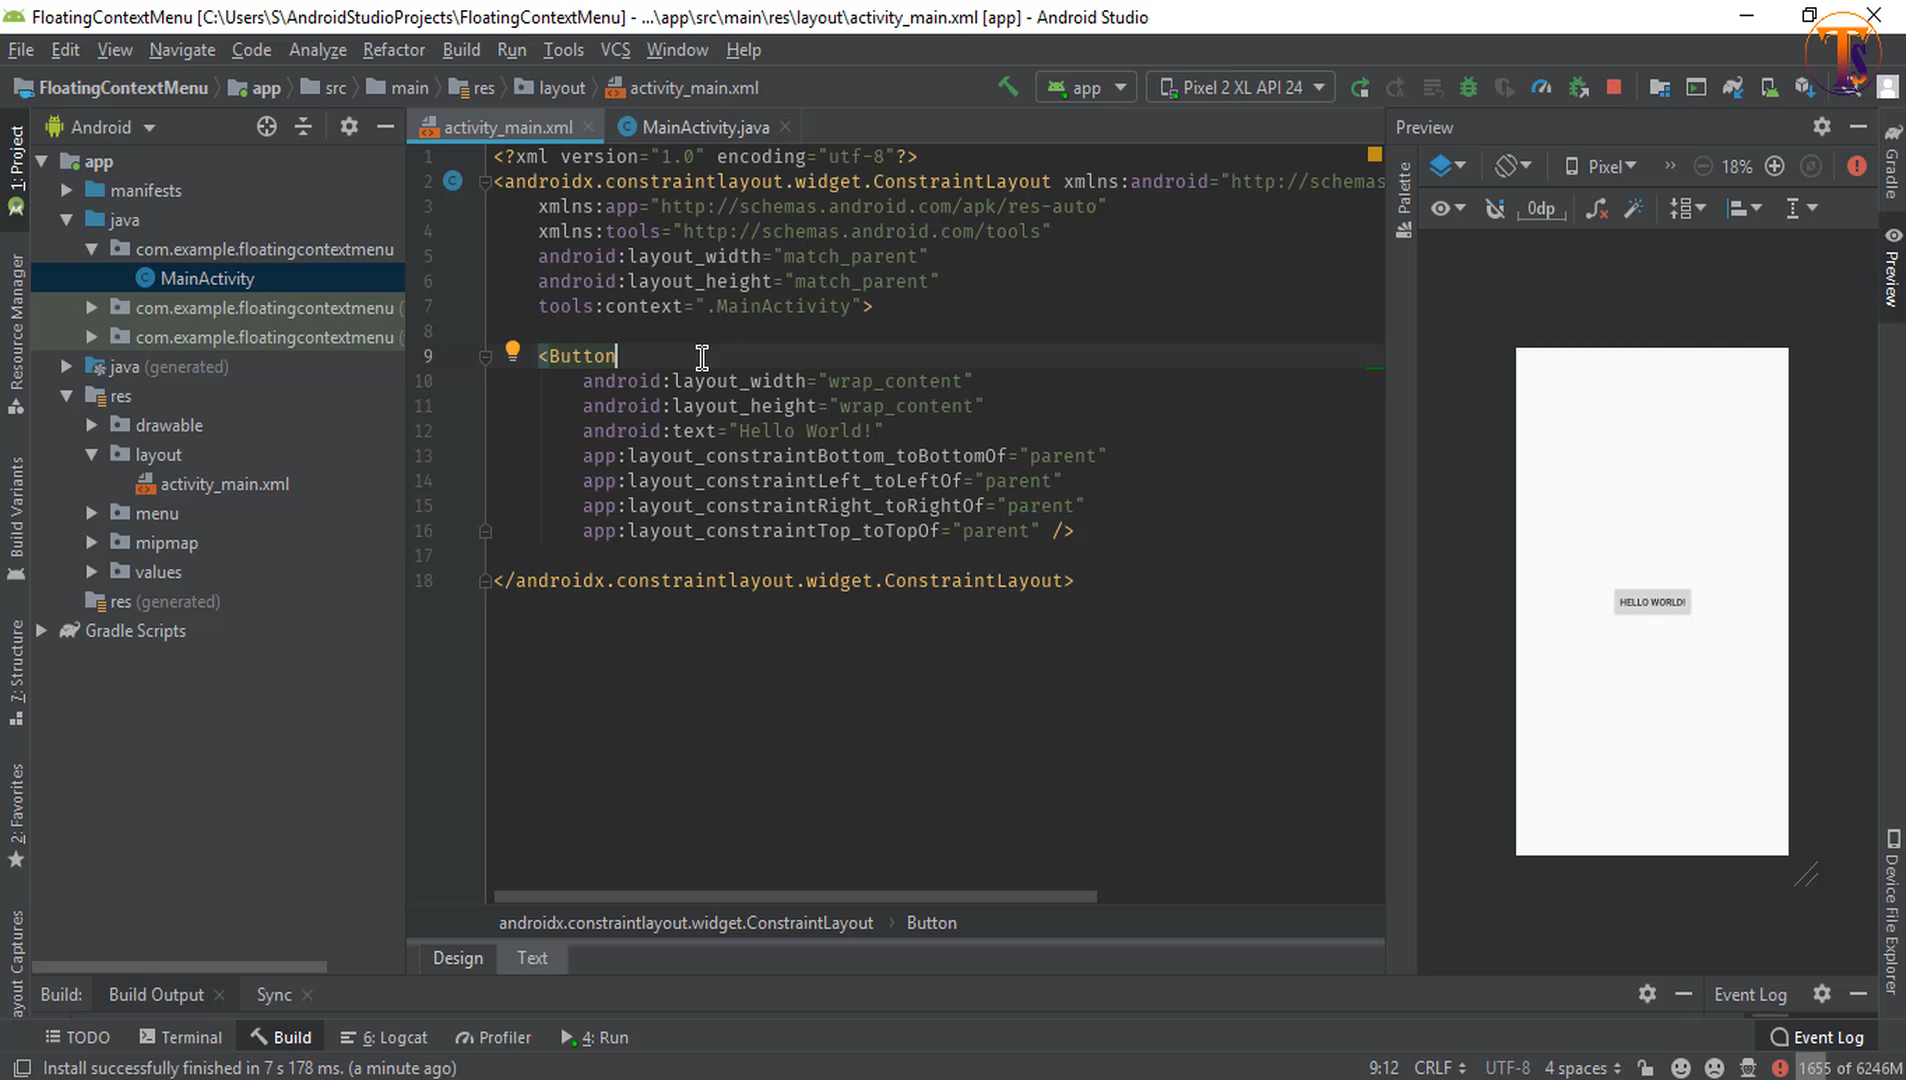 FloatingContextMenu [C:\Users\S\AndroidStudioProjects\FloatingContextMenu] - ...\app\src\main\res\layout\activity_main.xml [app] - Android Studio
File Edit View Navigate Code Analyze Refactor Build Run Tools VCS Window Help
TS
FloatingContextMenu app src main res layout activity_main.xml
app Pixel 2 XL API 24
Android
activity_main.xml MainActivity.java
Preview
1: Project
Resource Manager
Build Variants
7: Structure
2: Favorites
ayout Captures
app
manifests
java
com.example.floatingcontextmenu
MainActivity
com.example.floatingcontextmenu (
com.example.floatingcontextmenu (
java (generated)
res
drawable
layout
activity_main.xml
menu
mipmap
values
res (generated)
Gradle Scripts
1 <?xml version="1.0" encoding="utf-8"?>
2 <androidx.constraintlayout.widget.ConstraintLayout xmlns:android="http://schemas
3 xmlns:app="http://schemas.android.com/apk/res-auto"
4 xmlns:tools="http://schemas.android.com/tools"
5 android:layout_width="match_parent"
6 android:layout_height="match_parent"
7 tools:context=".MainActivity">
8
9 <Button
10 android:layout_width="wrap_content"
11 android:layout_height="wrap_content"
12 android:text="Hello World!"
13 app:layout_constraintBottom_toBottomOf="parent"
14 app:layout_constraintLeft_toLeftOf="parent"
15 app:layout_constraintRight_toRightOf="parent"
16 app:layout_constraintTop_toTopOf="parent" />
17
18 </androidx.constraintlayout.widget.ConstraintLayout>
androidx.constraintlayout.widget.ConstraintLayout › Button
Design Text
Palette
Pixel » 18%
0dp
HELLO WORLD!
Gradle
Preview
Device File Explorer
Build: Build Output Sync
Event Log
TODO Terminal Build 6: Logcat Profiler 4: Run
Event Log
Install successfully finished in 7 s 178 ms. (a minute ago)
9:12 CRLF UTF-8 4 spaces 1655 of 6246M